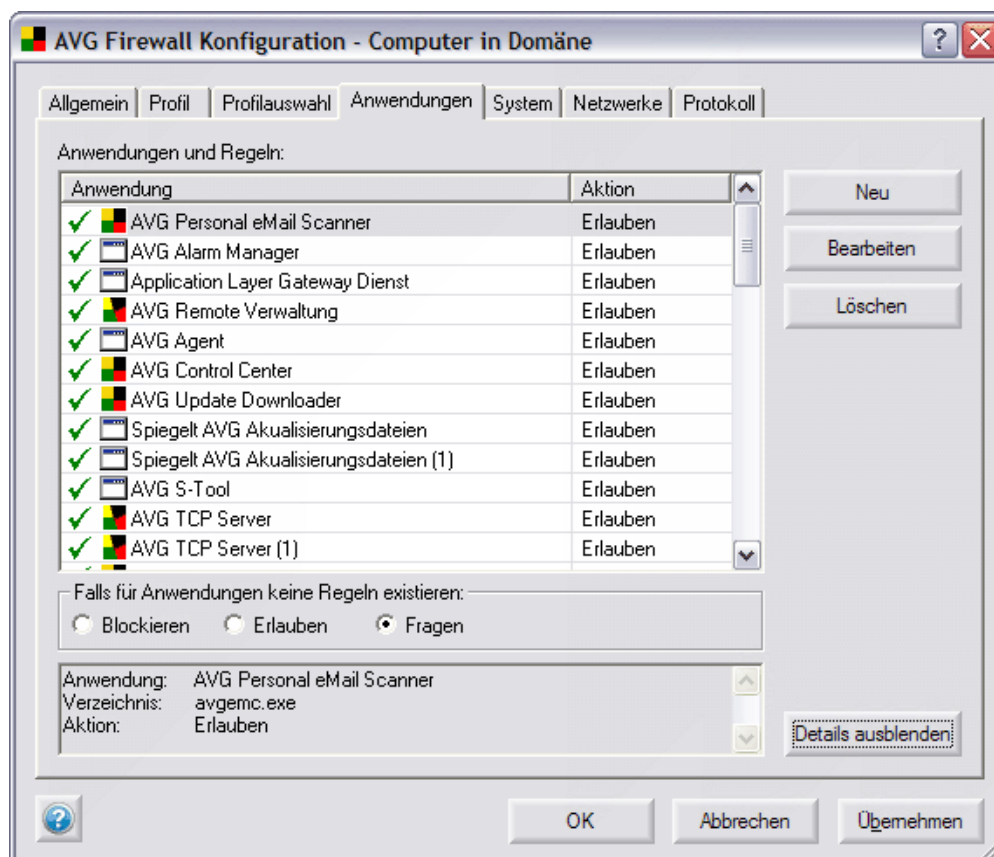 AVG Firewall Konfiguration - Computer in Domäne
Allgemein Profil Profilauswahl Anwendungen System Netzwerke Protokoll
Anwendungen und Regeln:
Anwendung Aktion
AVG Personal eMail Scanner Erlauben
AVG Alarm Manager Erlauben
Application Layer Gateway Dienst Erlauben
AVG Remote Verwaltung Erlauben
AVG Agent Erlauben
AVG Control Center Erlauben
AVG Update Downloader Erlauben
Spiegelt AVG Akualisierungsdateien Erlauben
Spiegelt AVG Akualisierungsdateien (1) Erlauben
AVG S-Tool Erlauben
AVG TCP Server Erlauben
AVG TCP Server (1) Erlauben
Neu
Bearbeiten
Löschen
Falls für Anwendungen keine Regeln existieren:
Blockieren Erlauben Fragen
Anwendung: AVG Personal eMail Scanner
Verzeichnis: avgemc.exe
Aktion: Erlauben
Details ausblenden
OK Abbrechen Übernehmen